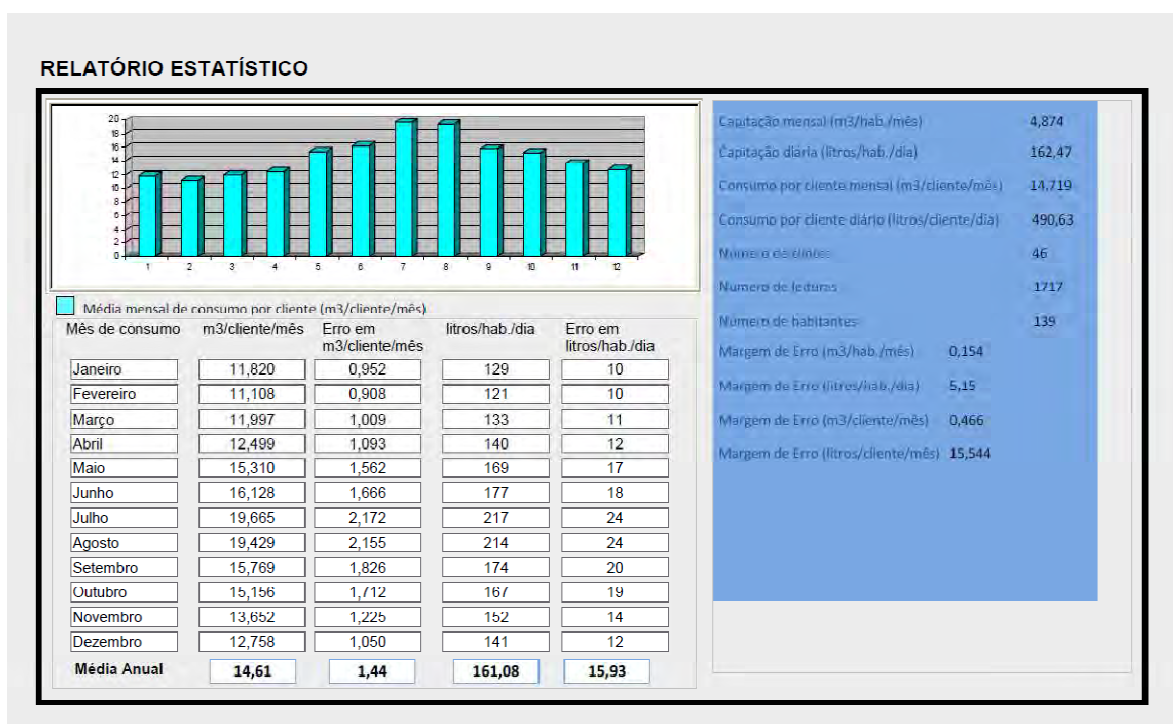 RELATÓRIO ESTATÍSTICO
20
18
16
14
12
10
8
6
4
2
0
1 2 3 4 5 6 7 8 9 10 11 12
Média mensal de consumo por cliente (m3/cliente/mês)
Mês de consumo m3/cliente/mês Erro em m3/cliente/mês litros/hab./dia Erro em litros/hab./dia
Janeiro 11,820 0,952 129 10
Fevereiro 11,108 0,908 121 10
Março 11,997 1,009 133 11
Abril 12,499 1,093 140 12
Maio 15,310 1,562 169 17
Junho 16,128 1,666 177 18
Julho 19,665 2,172 217 24
Agosto 19,429 2,155 214 24
Setembro 15,769 1,826 174 20
Outubro 15,156 1,712 167 19
Novembro 13,652 1,225 152 14
Dezembro 12,758 1,050 141 12
Média Anual 14,61 1,44 161,08 15,93
Capitação mensal (m3/hab./mês) 4,874
Capitação diária (litros/hab./dia) 162,47
Consumo por cliente mensal (m3/cliente/mês) 14,719
Consumo por cliente diário (litros/cliente/dia) 490,63
Número de 46
Numero de leituras 1717
Número de habitantes 139
Margem de Erro (m3/hab./mês) 0,154
Margem de Erro (litros/hab./dia) 5,15
Margem de Erro (m3/cliente/mês) 0,466
Margem de Erro (litros/cliente/mês) 15,544